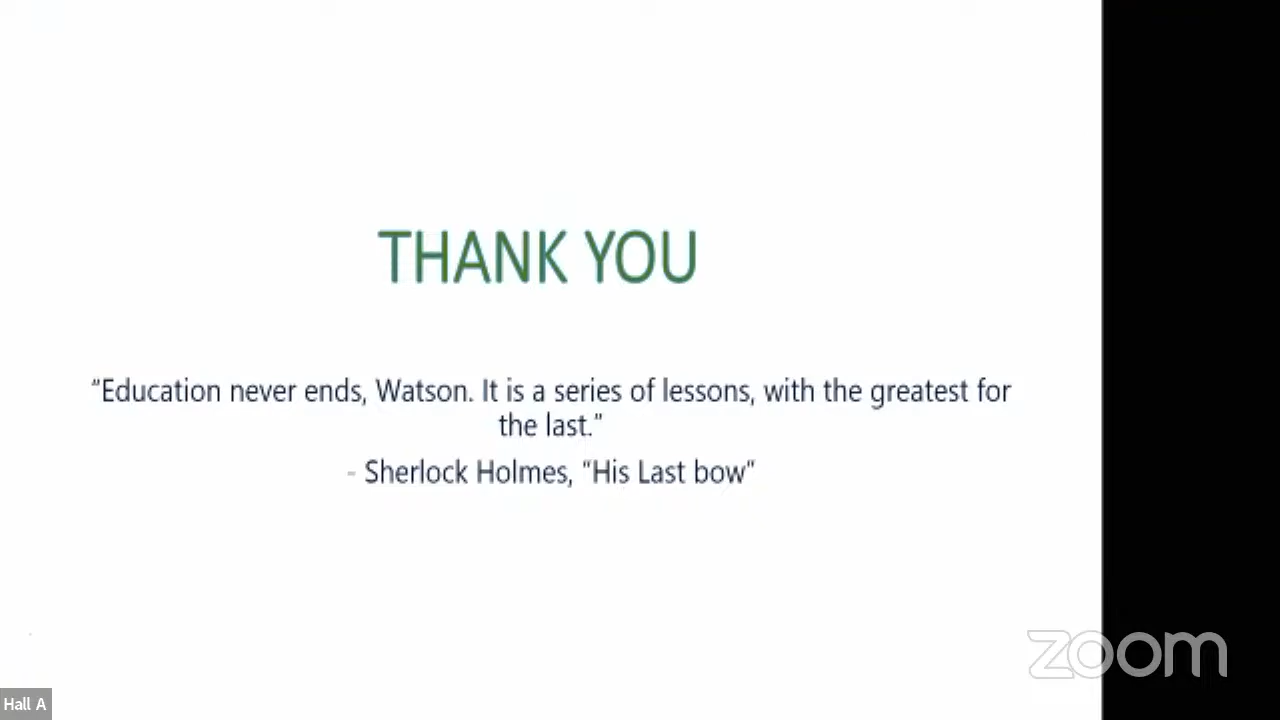 THANK YOU
“Education never ends, Watson. It is a series of lessons, with the greatest for
the last.”
- Sherlock Holmes, “His Last bow“
zoom
Hall A